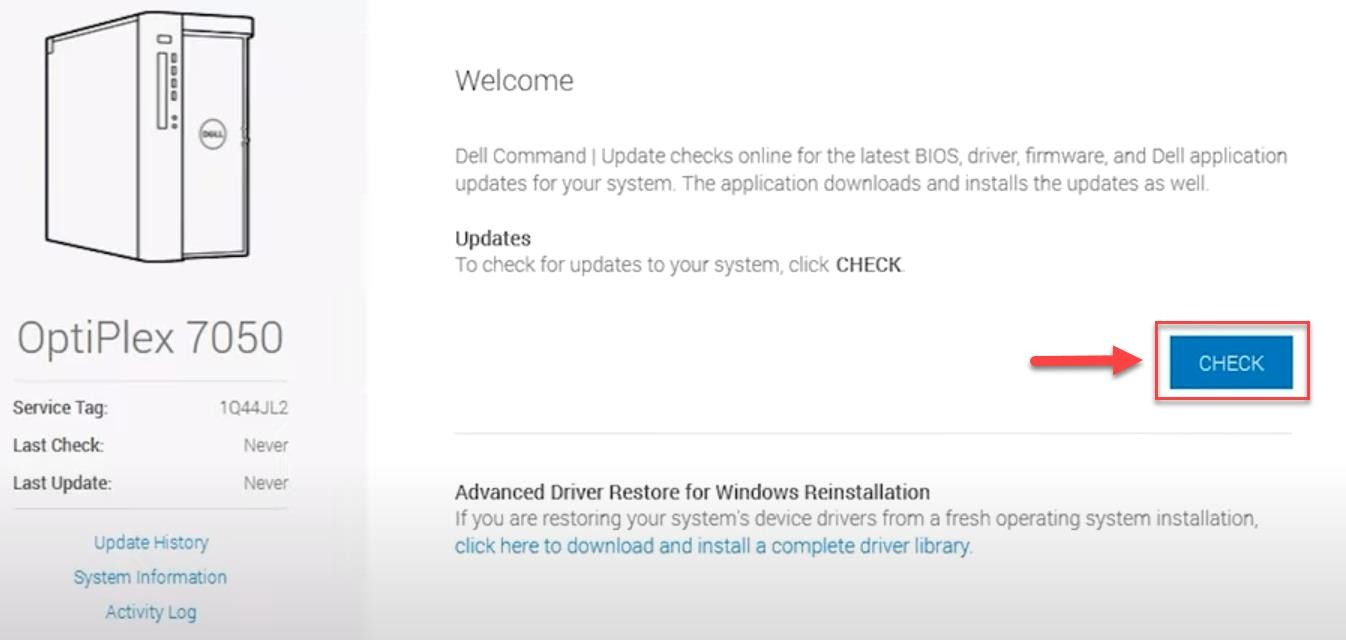 DELL
OptiPlex 7050
Service Tag: 1Q44JL2
Last Check: Never
Last Update: Never
Update History
System Information
Activity Log
Welcome
Dell Command | Update checks online for the latest BIOS, driver, firmware, and Dell application
updates for your system. The application downloads and installs the updates as well.
Updates
To check for updates to your system, click CHECK.
CHECK
Advanced Driver Restore for Windows Reinstallation
If you are restoring your system's device drivers from a fresh operating system installation,
click here to download and install a complete driver library.